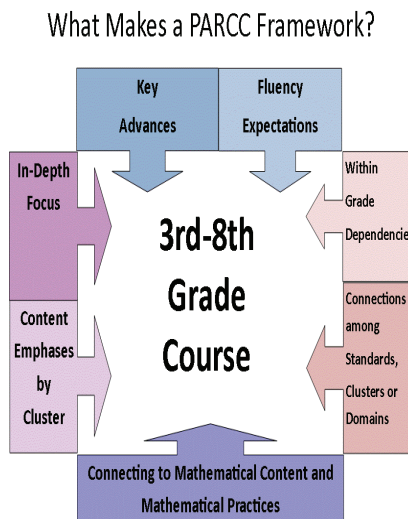 What Makes a PARCC Framework?
Key
Advances
Fluency
Expectations
In-Depth
Focus
Within
Grade
Dependencie
3rd-8th
Grade
Course
Content
Emphases
by
Cluster
Connections
among
Standards,
Clusters or
Domains
Connecting to Mathematical Content and
Mathematical Practices